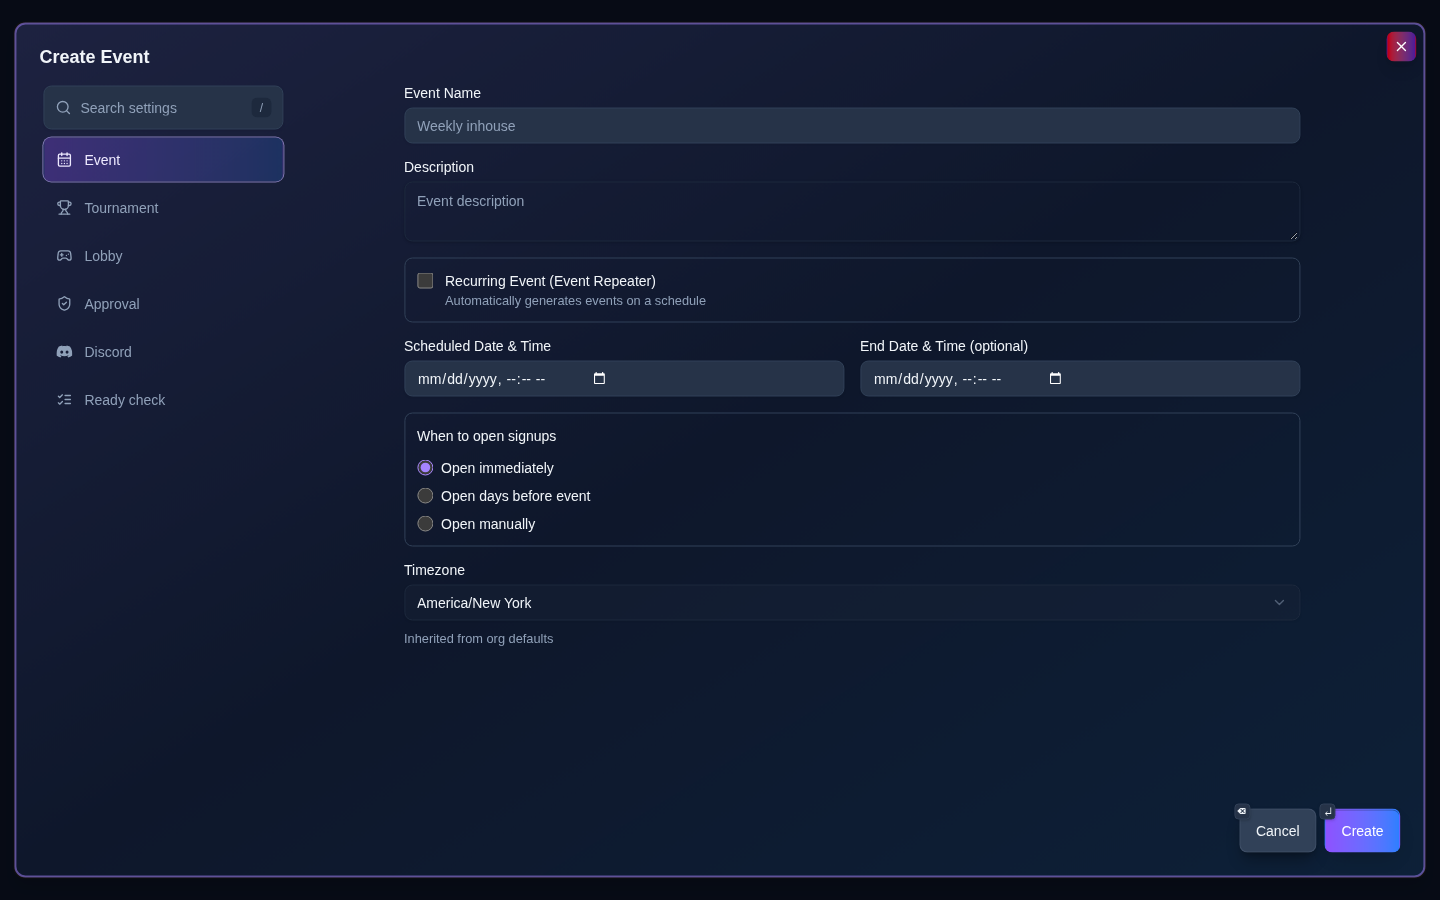 Create Event
Search settings /
Event
Tournament
Lobby
Approval
Discord
Ready check
Event Name
Weekly inhouse
Description
Event description
Recurring Event (Event Repeater)
Automatically generates events on a schedule
Scheduled Date & Time
mm/dd/yyyy, --:-- --
End Date & Time (optional)
mm/dd/yyyy, --:-- --
When to open signups
Open immediately
Open days before event
Open manually
Timezone
America/New York
Inherited from org defaults
Cancel
Create